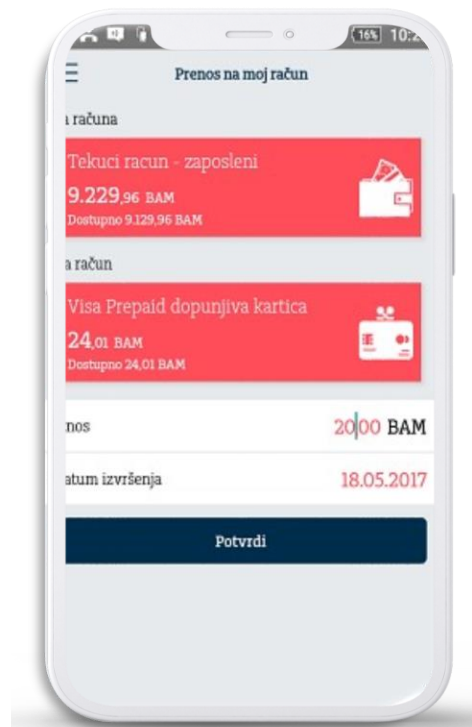 16% 10:2
Prenos na moj račun
računa
Tekuci racun - zaposleni
9.229,96 BAM
Dostupno 9.129,96 BAM
a račun
Visa Prepaid dopunjiva kartica
24,01 BAM
Dostupno 24,01 BAM
nos 20 00 BAM
atum izvršenja 18.05.2017
Potvrdi